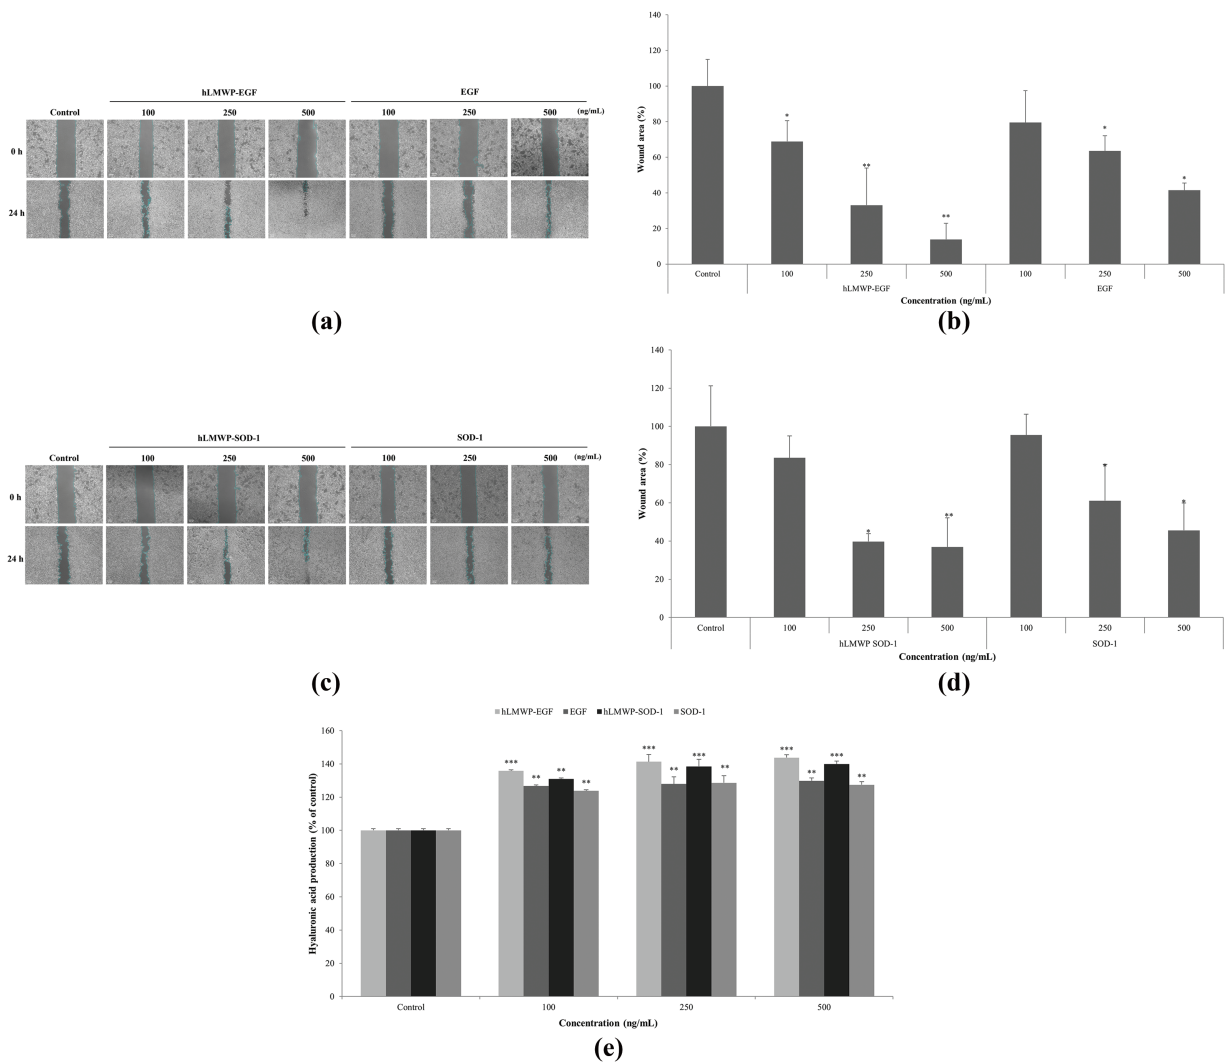 hLMWP-EGF EGF
Control 100 250 500 100 250 500 (ng/mL)
0 h
24 h
(a)
140
120
100
80
60
40
20
0
Wound area (%)
* ** ** * *
Control 100 250 500 100 250 500
hLMWP-EGF EGF
Concentration (ng/mL)
(b)
hLMWP-SOD-1 SOD-1
Control 100 250 500 100 250 500 (ng/mL)
0 h
24 h
(c)
140
120
100
80
60
40
20
0
Wound area (%)
* ** * *
Control 100 250 500 100 250 500
hLMWP SOD-1 SOD-1
Concentration (ng/mL)
(d)
hLMWP-EGF EGF hLMWP-SOD-1 SOD-1
160
140
120
100
80
60
40
20
0
Hyaluronic acid production (% of control)
*** ** ** ** *** ** *** ** *** ** *** **
Control 100 250 500
Concentration (ng/mL)
(e)